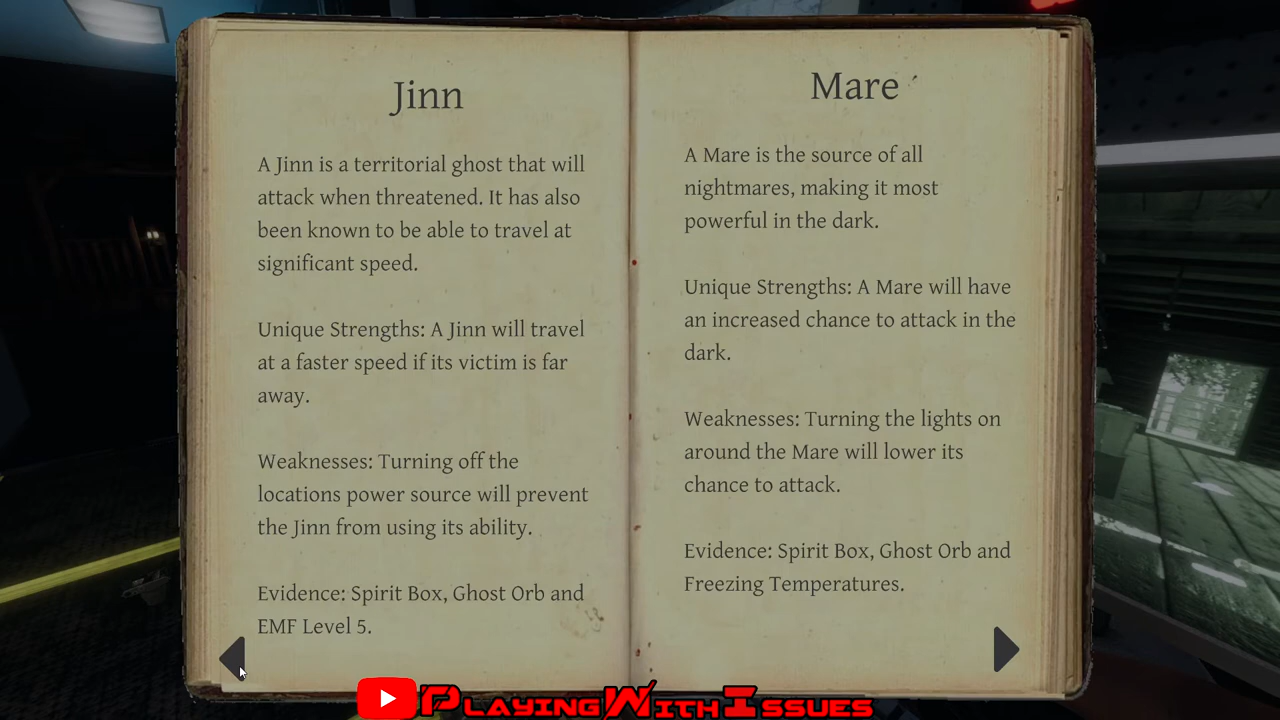 Jinn
A Jinn is a territorial ghost that will
attack when threatened. It has also
been known to be able to travel at
significant speed.
Unique Strengths: A Jinn will travel
at a faster speed if its victim is far
away.
Weaknesses: Turning off the
locations power source will prevent
the Jinn from using its ability.
Evidence: Spirit Box, Ghost Orb and
EMF Level 5.
Mare
A Mare is the source of all
nightmares, making it most
powerful in the dark.
Unique Strengths: A Mare will have
an increased chance to attack in the
dark.
Weaknesses: Turning the lights on
around the Mare will lower its
chance to attack.
Evidence: Spirit Box, Ghost Orb and
Freezing Temperatures.
PLAYINGWITHISSUES